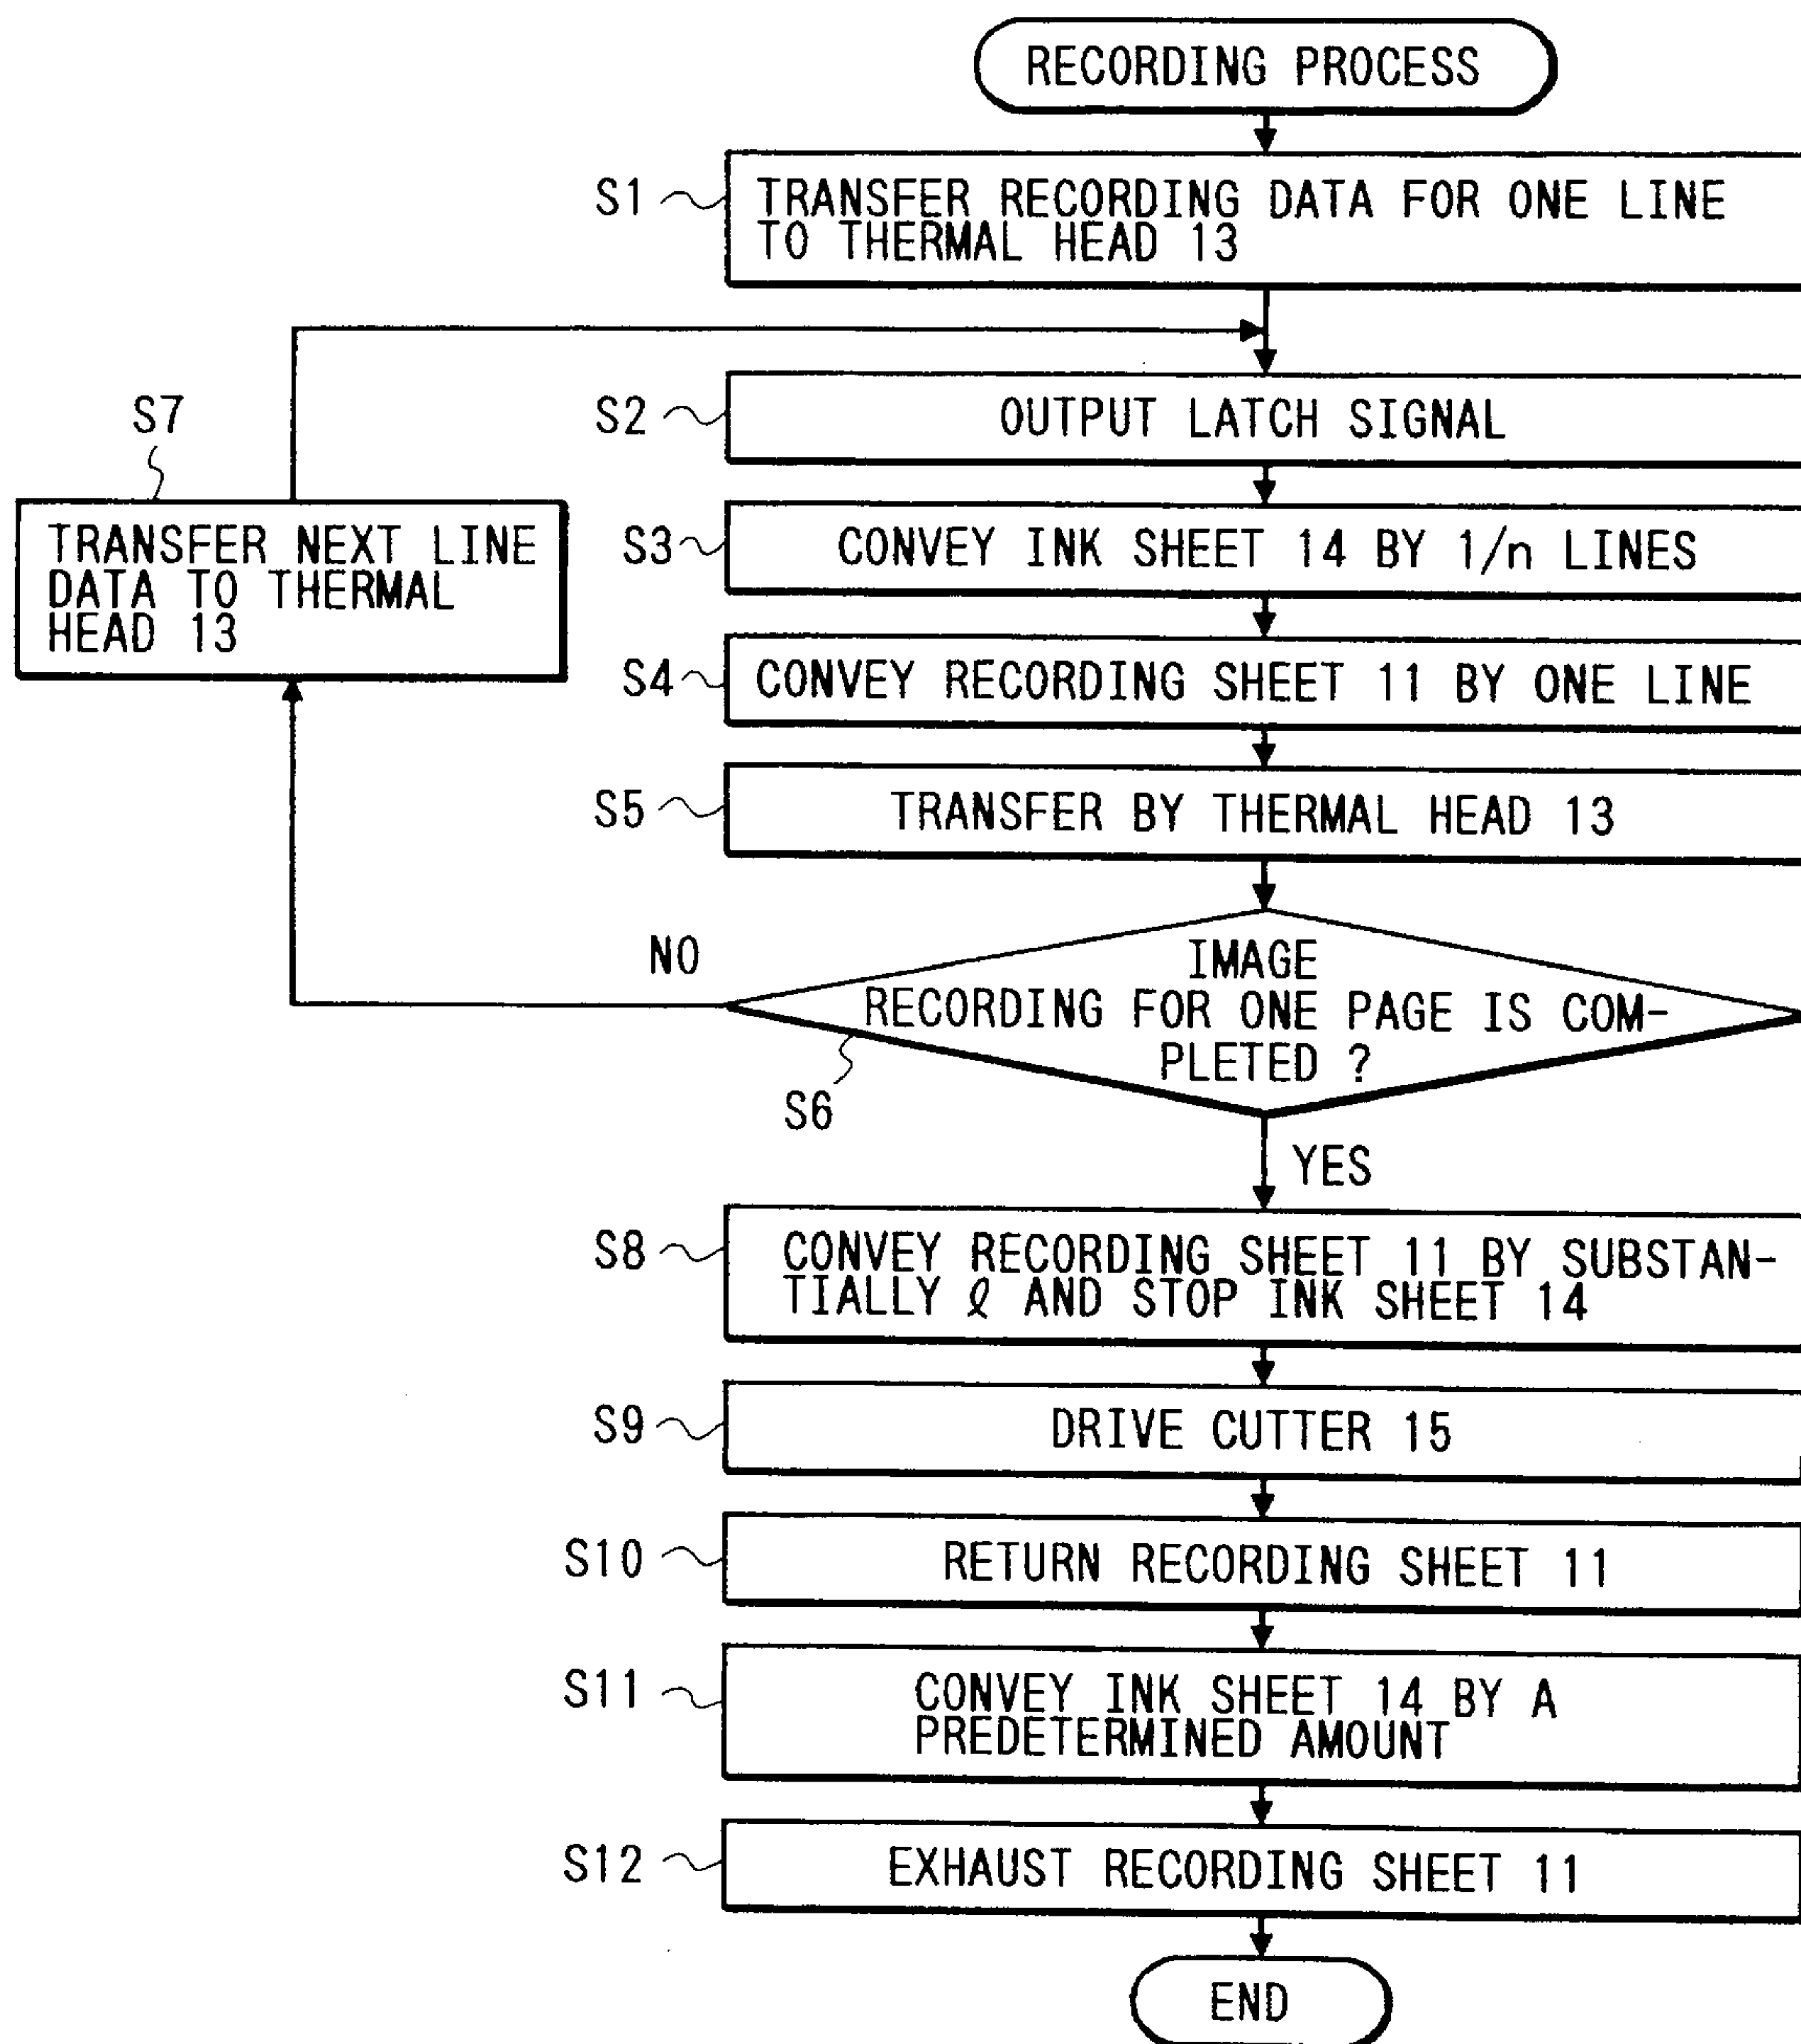 RECORDING PROCESS
S1
TRANSFER RECORDING DATA FOR ONE LINE
TO THERMAL HEAD 13
S2
OUTPUT LATCH SIGNAL
S7
TRANSFER NEXT LINE
DATA TO THERMAL
HEAD 13
S3
CONVEY INK SHEET 14 BY 1/n LINES
S4
CONVEY RECORDING SHEET 11 BY ONE LINE
S5
TRANSFER BY THERMAL HEAD 13
NO
IMAGE
RECORDING FOR ONE PAGE IS COM-
PLETED ?
S6
YES
S8
CONVEY RECORDING SHEET 11 BY SUBSTAN-
TIALLY ℓ AND STOP INK SHEET 14
S9
DRIVE CUTTER 15
S10
RETURN RECORDING SHEET 11
S11
CONVEY INK SHEET 14 BY A
PREDETERMINED AMOUNT
S12
EXHAUST RECORDING SHEET 11
END